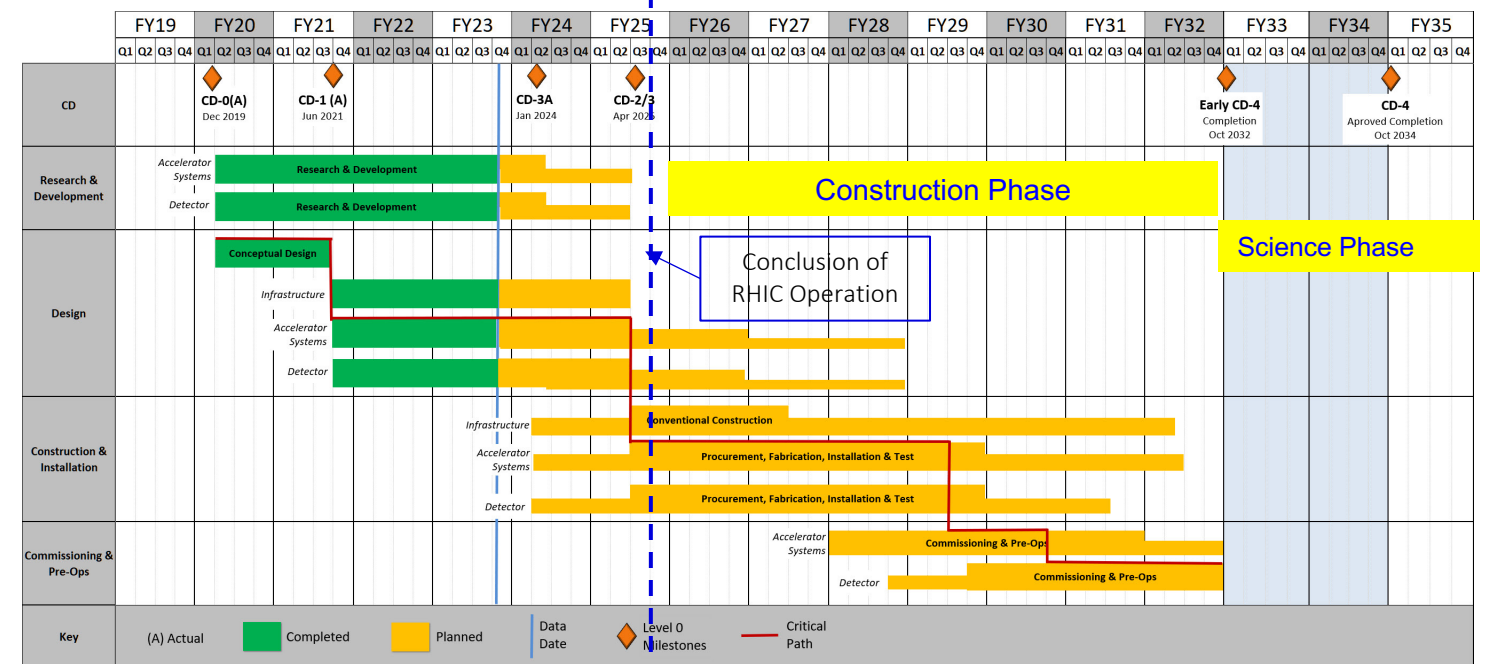 FY19 FY20 FY21 FY22 FY23 FY24 FY25 FY26 FY27 FY28 FY29 FY30 FY31 FY32 FY33 FY34 FY35
Q1 Q2 Q3 Q4 Q1 Q2 Q3 Q4 Q1 Q2 Q3 Q4 Q1 Q2 Q3 Q4 Q1 Q2 Q3 Q4 Q1 Q2 Q3 Q4 Q1 Q2 Q3 Q4 Q1 Q2 Q3 Q4 Q1 Q2 Q3 Q4 Q1 Q2 Q3 Q4 Q1 Q2 Q3 Q4 Q1 Q2 Q3 Q4 Q1 Q2 Q3 Q4 Q1 Q2 Q3 Q4 Q1 Q2 Q3 Q4 Q1 Q2 Q3 Q4 Q1 Q2 Q3 Q4
CD
CD-0(A)
Dec 2019
CD-1 (A)
Jun 2021
CD-3A
Jan 2024
CD-2/3
Apr 2025
Early CD-4
Completion
Oct 2032
CD-4
Aproved Completion
Oct 2034
Research &
Development
Accelerator
Systems
Research & Development
Detector
Research & Development
Construction Phase
Science Phase
Design
Conceptual Design
Conclusion of
RHIC Operation
Infrastructure
Accelerator
Systems
Detector
Construction &
Installation
Infrastructure
Conventional Construction
Accelerator
Systems
Procurement, Fabrication, Installation & Test
Detector
Procurement, Fabrication, Installation & Test
Commissioning &
Pre-Ops
Accelerator
Systems
Commissioning & Pre-Ops
Detector
Commissioning & Pre-Ops
Key
(A) Actual
Completed
Planned
Data
Date
Level 0
Milestones
Critical
Path